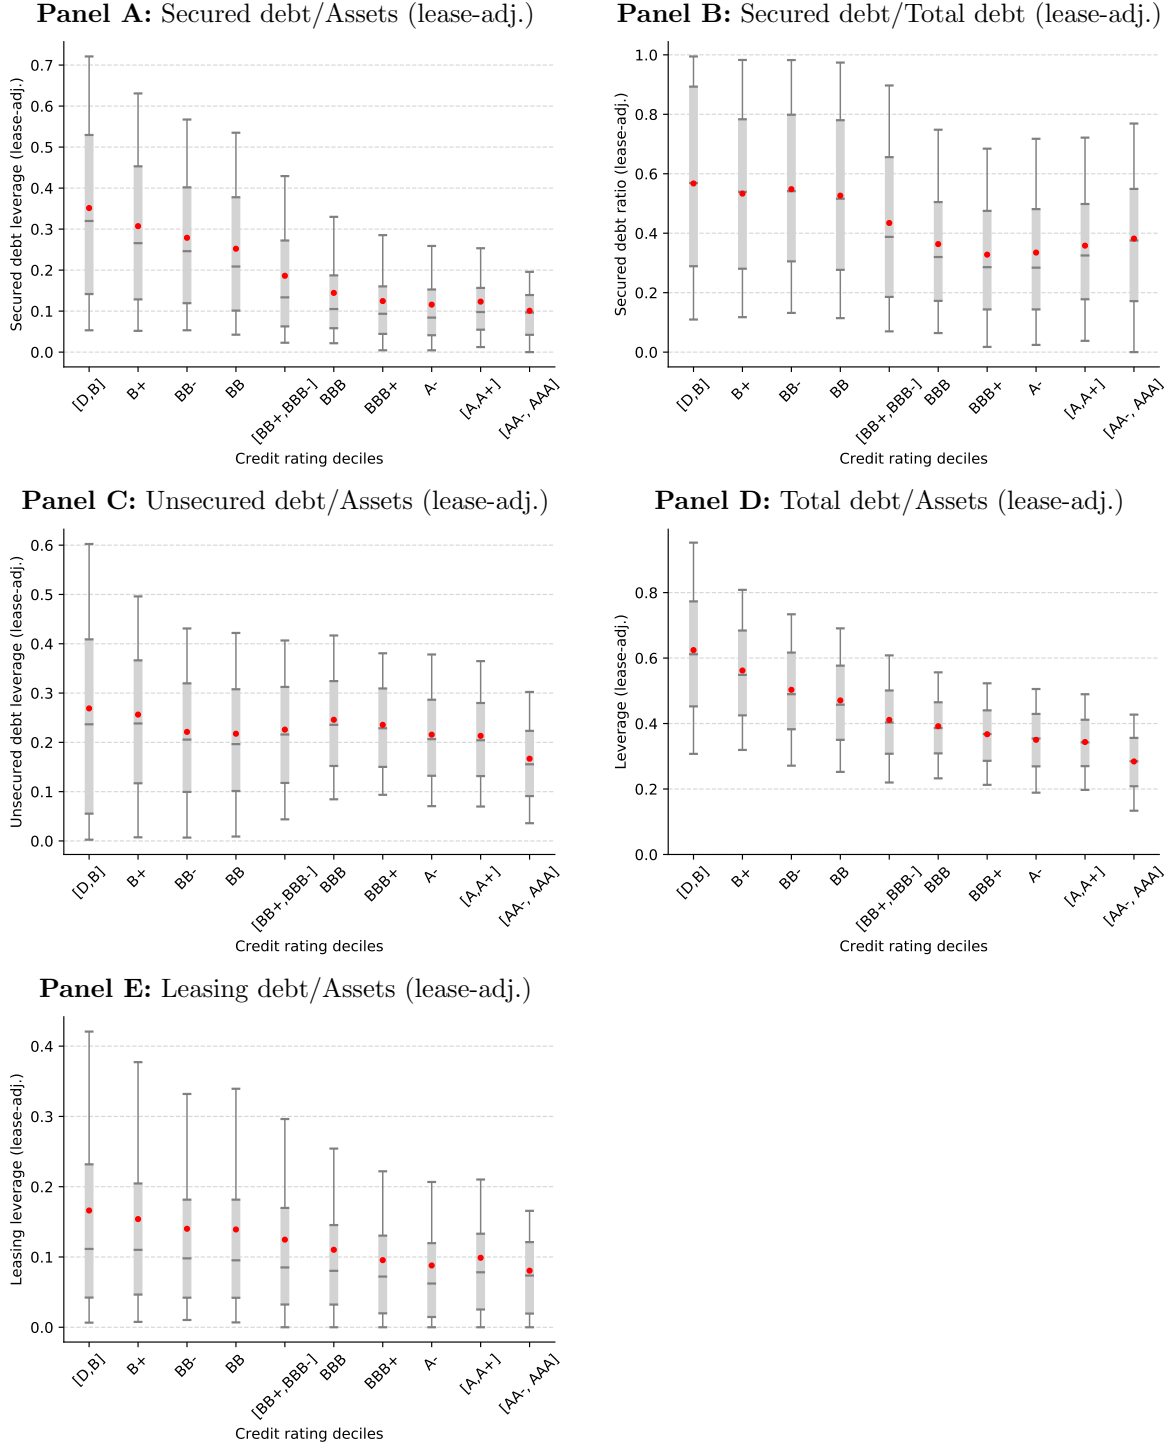 Panel A: Secured debt/Assets (lease-adj.)
Secured debt leverage (lease-adj.)
0.7
0.6
0.5
0.4
0.3
0.2
0.1
0.0
[D,B]
B+
BB-
BB
[BB+,BBB-]
BBB
BBB+
A-
[A,A+]
[AA-, AAA]
Credit rating deciles
Panel B: Secured debt/Total debt (lease-adj.)
Secured debt ratio (lease-adj.)
1.0
0.8
0.6
0.4
0.2
0.0
[D,B]
B+
BB-
BB
[BB+,BBB-]
BBB
BBB+
A-
[A,A+]
[AA-, AAA]
Credit rating deciles
Panel C: Unsecured debt/Assets (lease-adj.)
Unsecured debt leverage (lease-adj.)
0.6
0.5
0.4
0.3
0.2
0.1
0.0
[D,B]
B+
BB-
BB
[BB+,BBB-]
BBB
BBB+
A-
[A,A+]
[AA-, AAA]
Credit rating deciles
Panel D: Total debt/Assets (lease-adj.)
Leverage (lease-adj.)
0.8
0.6
0.4
0.2
0.0
[D,B]
B+
BB-
BB
[BB+,BBB-]
BBB
BBB+
A-
[A,A+]
[AA-, AAA]
Credit rating deciles
Panel E: Leasing debt/Assets (lease-adj.)
Leasing leverage (lease-adj.)
0.4
0.3
0.2
0.1
0.0
[D,B]
B+
BB-
BB
[BB+,BBB-]
BBB
BBB+
A-
[A,A+]
[AA-, AAA]
Credit rating deciles